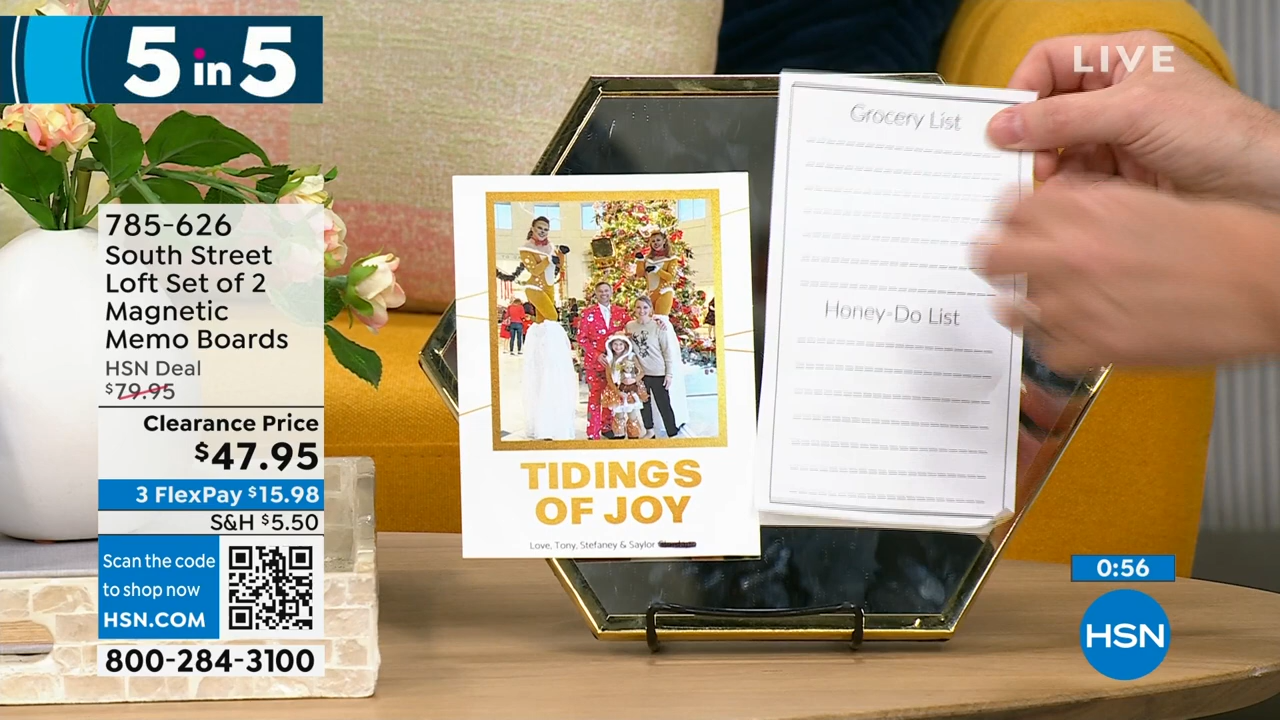 5 in 5
LIVE
785-626
South Street
Loft Set of 2
Magnetic
Memo Boards
HSN Deal
$79.95
Clearance Price
$47.95
3 FlexPay $15.98
S&H $5.50
Scan the code
to shop now
HSN.COM
800-284-3100
TIDINGS
OF JOY
Love, Tony, Stefaney & Saylor
Grocery List
Honey-Do List
0:56
HSN